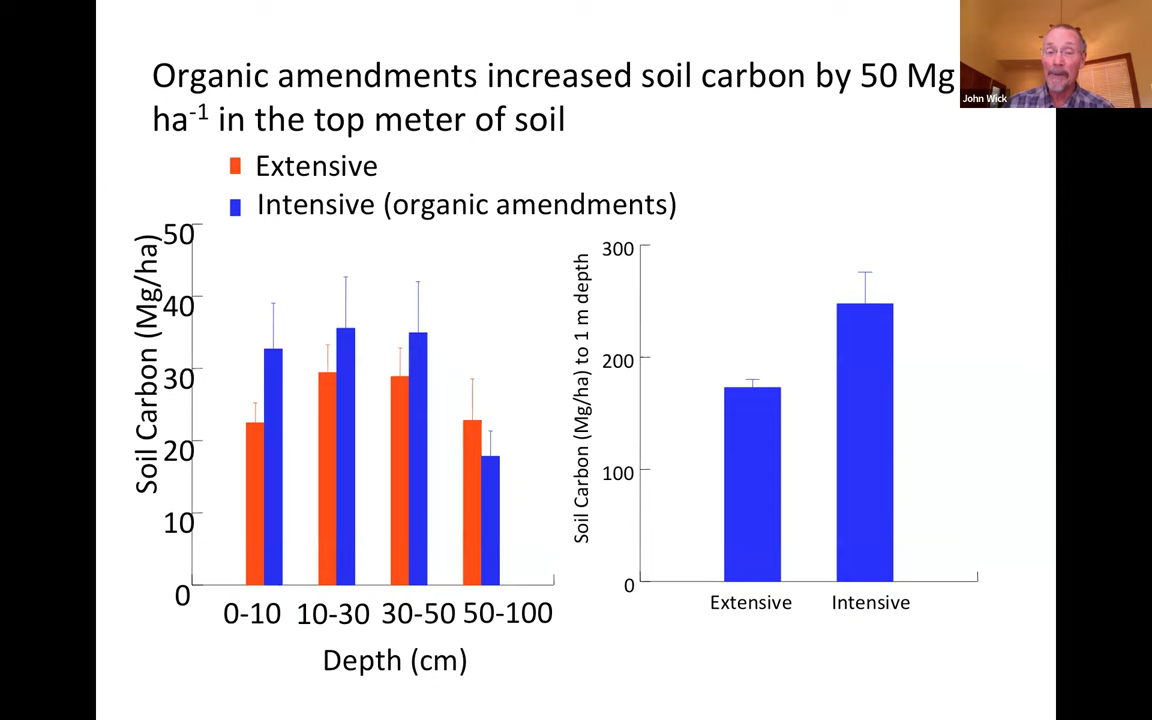 Organic amendments increased soil carbon by 50 Mg
ha⁻¹ in the top meter of soil
John Wick
Extensive
Intensive (organic amendments)
Soil Carbon (Mg/ha)
50
40
30
20
10
0
0-10 10-30 30-50 50-100
Depth (cm)
Soil Carbon (Mg/ha) to 1 m depth
300
200
100
0
Extensive Intensive